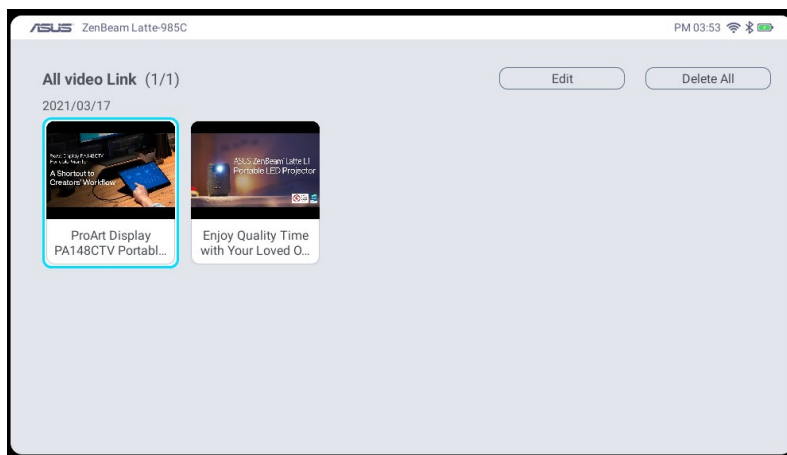 ASUS ZenBeam Latte-985C
PM 03:53
All video Link (1/1)
Edit
Delete All
2021/03/17
A Shortcut to
Creators' Workflow
ASUS ZenBeam Latte L1
Portable LED Projector
ProArt Display
PA148CTV Portabl...
Enjoy Quality Time
with Your Loved O...